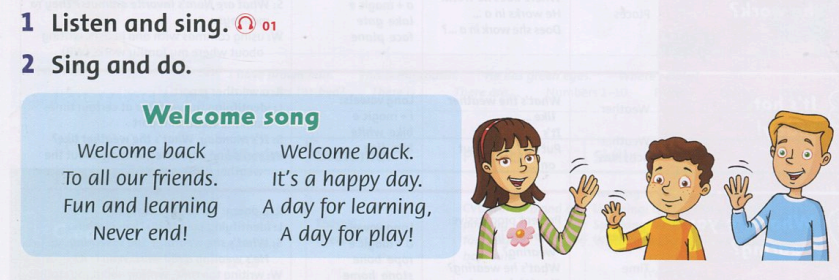 1 Listen and sing. 01
2 Sing and do.
Welcome song
Welcome back
To all our friends.
Fun and learning
Never end!
Welcome back.
It's a happy day.
A day for learning,
A day for play!